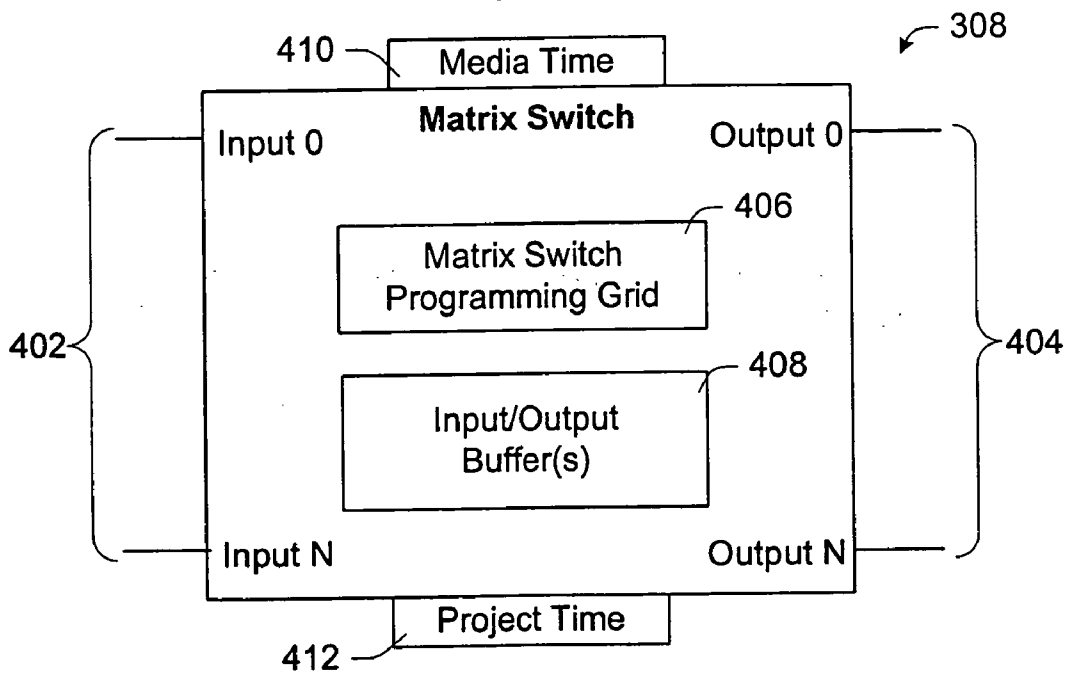 308
410
Media Time
Matrix Switch
Input 0
Output 0
406
Matrix Switch
Programming Grid
402
404
408
Input/Output
Buffer(s)
Input N
Output N
Project Time
412